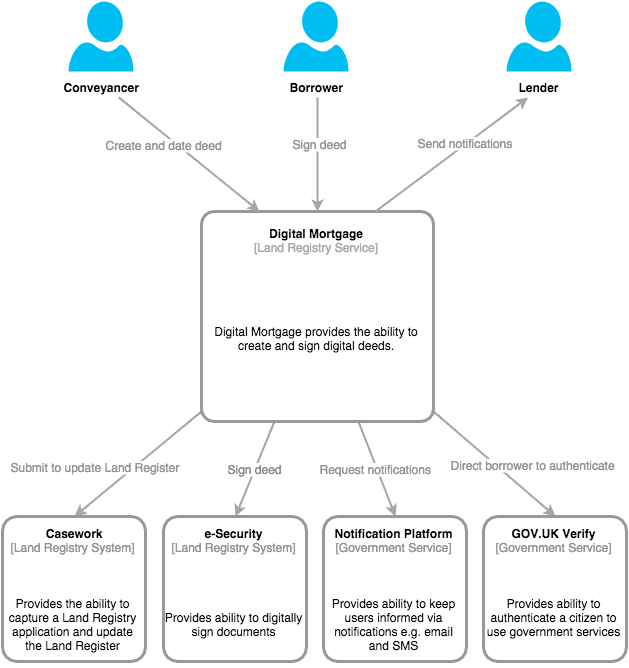 Conveyancer
Borrower
Lender
Create and date deed
Sign deed
Send notifications
Digital Mortgage
[Land Registry Service]
Digital Mortgage provides the ability to
create and sign digital deeds.
Submit to update Land Register
Sign deed
Request notifications
Direct borrower to authenticate
Casework
[Land Registry System]
Provides the ability to
capture a Land Registry
application and update
the Land Register
e-Security
[Land Registry System]
Provides ability to digitally
sign documents
Notification Platform
[Government Service]
Provides ability to keep
users informed via
notifications e.g. email
and SMS
GOV.UK Verify
[Government Service]
Provides ability to
authenticate a citizen to
use government services